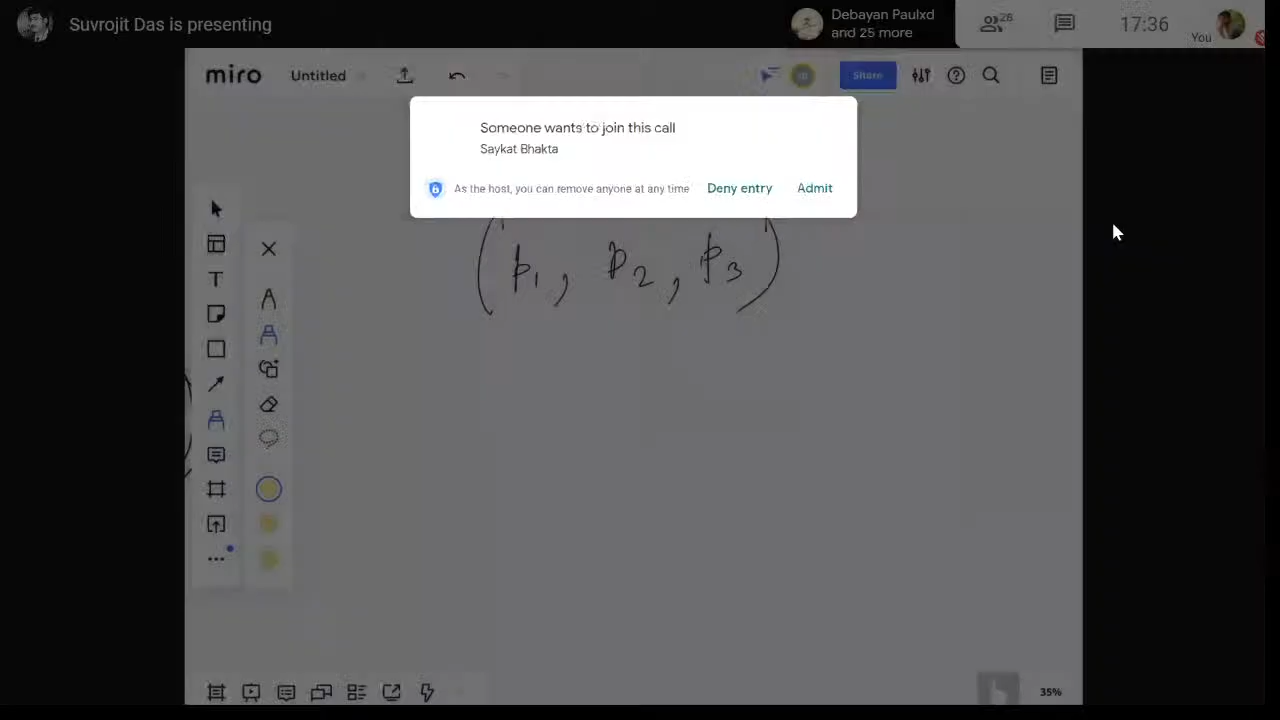 Suvrojit Das is presenting
Debayan Paulxd
and 25 more
26
17:36
You
miro
Untitled
Share
Someone wants to join this call
Saykat Bhakta
As the host, you can remove anyone at any time
Deny entry
Admit
(p₁, p₂, p₃)
T
35%